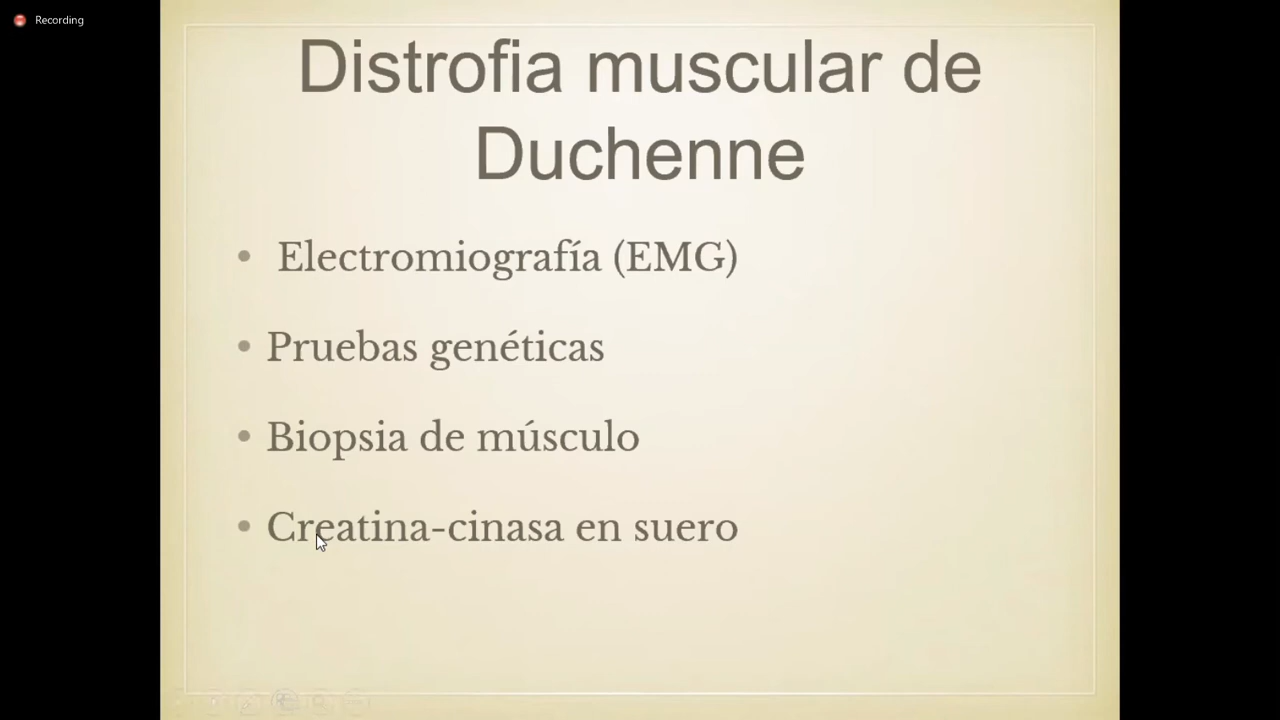 Recording
Distrofia muscular de
Duchenne
• Electromiografía (EMG)
• Pruebas genéticas
• Biopsia de músculo
• Creatina-cinasa en suero